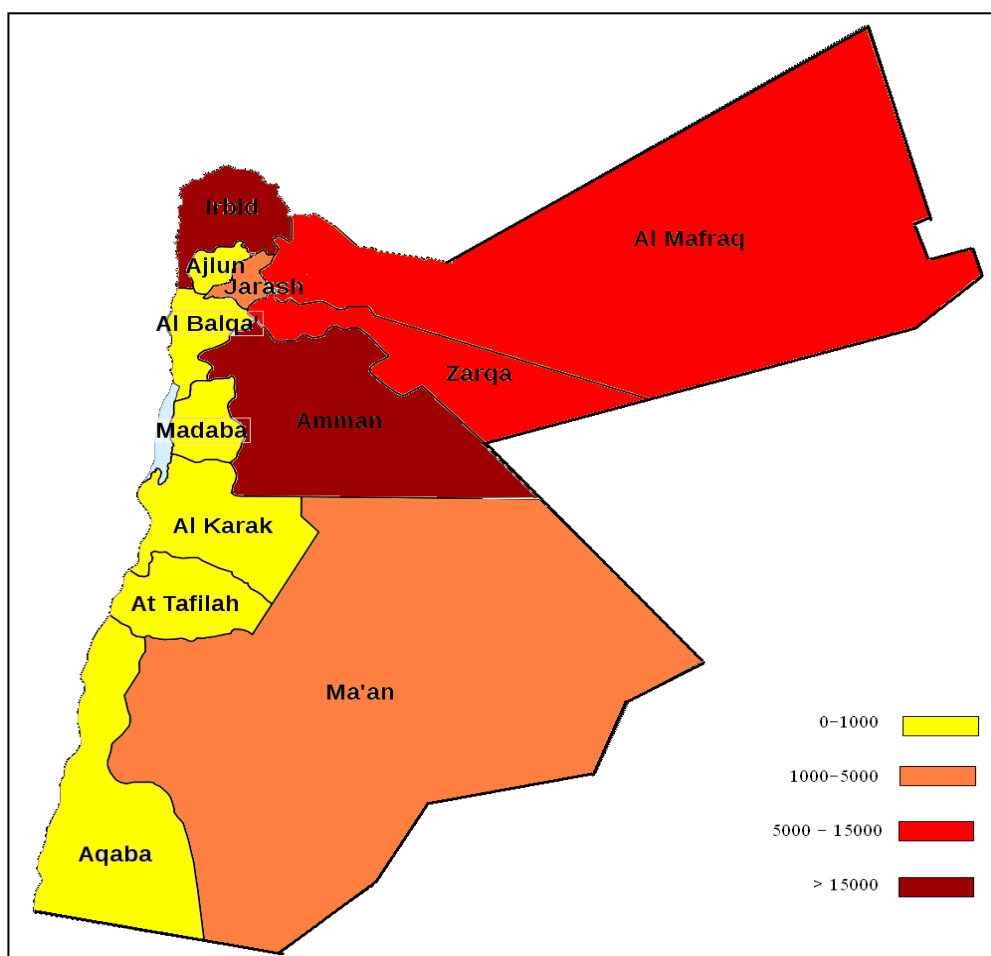 Irbid
Al Mafraq
Ajlun
Jarash
Al Balqa'
Zarqa
Amman
Madaba
Al Karak
At Tafilah
Ma'an
Aqaba
0-1000
1000-5000
5000 - 15000
> 15000